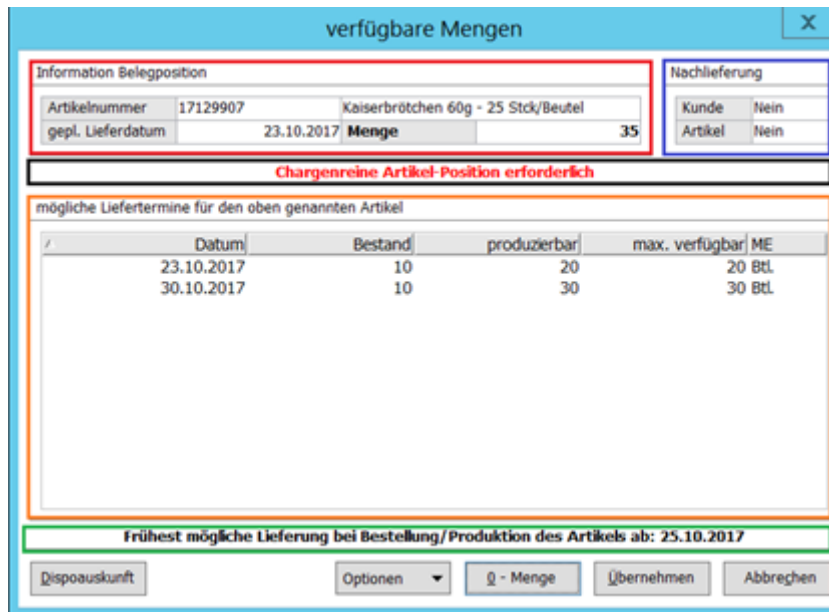 verfügbare Mengen
X
Information Belegposition
Nachlieferung
Artikelnummer 17129907 Kaiserbrötchen 60g - 25 Stck/Beutel
Kunde Nein
gepl. Lieferdatum 23.10.2017 Menge 35
Artikel Nein
Chargenreine Artikel-Position erforderlich
mögliche Liefertermine für den oben genannten Artikel
Datum Bestand produzierbar max. verfügbar ME
23.10.2017 10 20 20 Btl.
30.10.2017 10 30 30 Btl.
Frühest mögliche Lieferung bei Bestellung/Produktion des Artikels ab: 25.10.2017
Dispoauskunft Optionen 0 - Menge Übernehmen Abbrechen